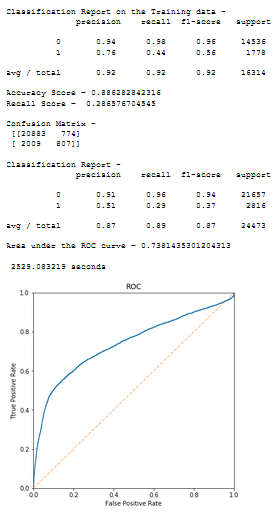 Classification Report on the Training data -
precision recall f1-score support
0 0.94 0.98 0.96 14536
1 0.76 0.44 0.56 1778
avg / total 0.92 0.92 0.92 16314
Accuracy Score - 0.886282842316
Recall Score - 0.286576704545
Confusion Matrix -
[[20883 774]
[ 2009 807]]
Classification Report -
precision recall f1-score support
0 0.91 0.96 0.94 21657
1 0.51 0.29 0.37 2816
avg / total 0.87 0.89 0.87 24473
Area under the ROC curve - 0.7381435301204313
2529.083219 seconds
ROC
1.0
0.8
0.6
0.4
0.2
0.0
Ttrue Positive Rate
0.0 0.2 0.4 0.6 0.8 1.0
False Positive Rate